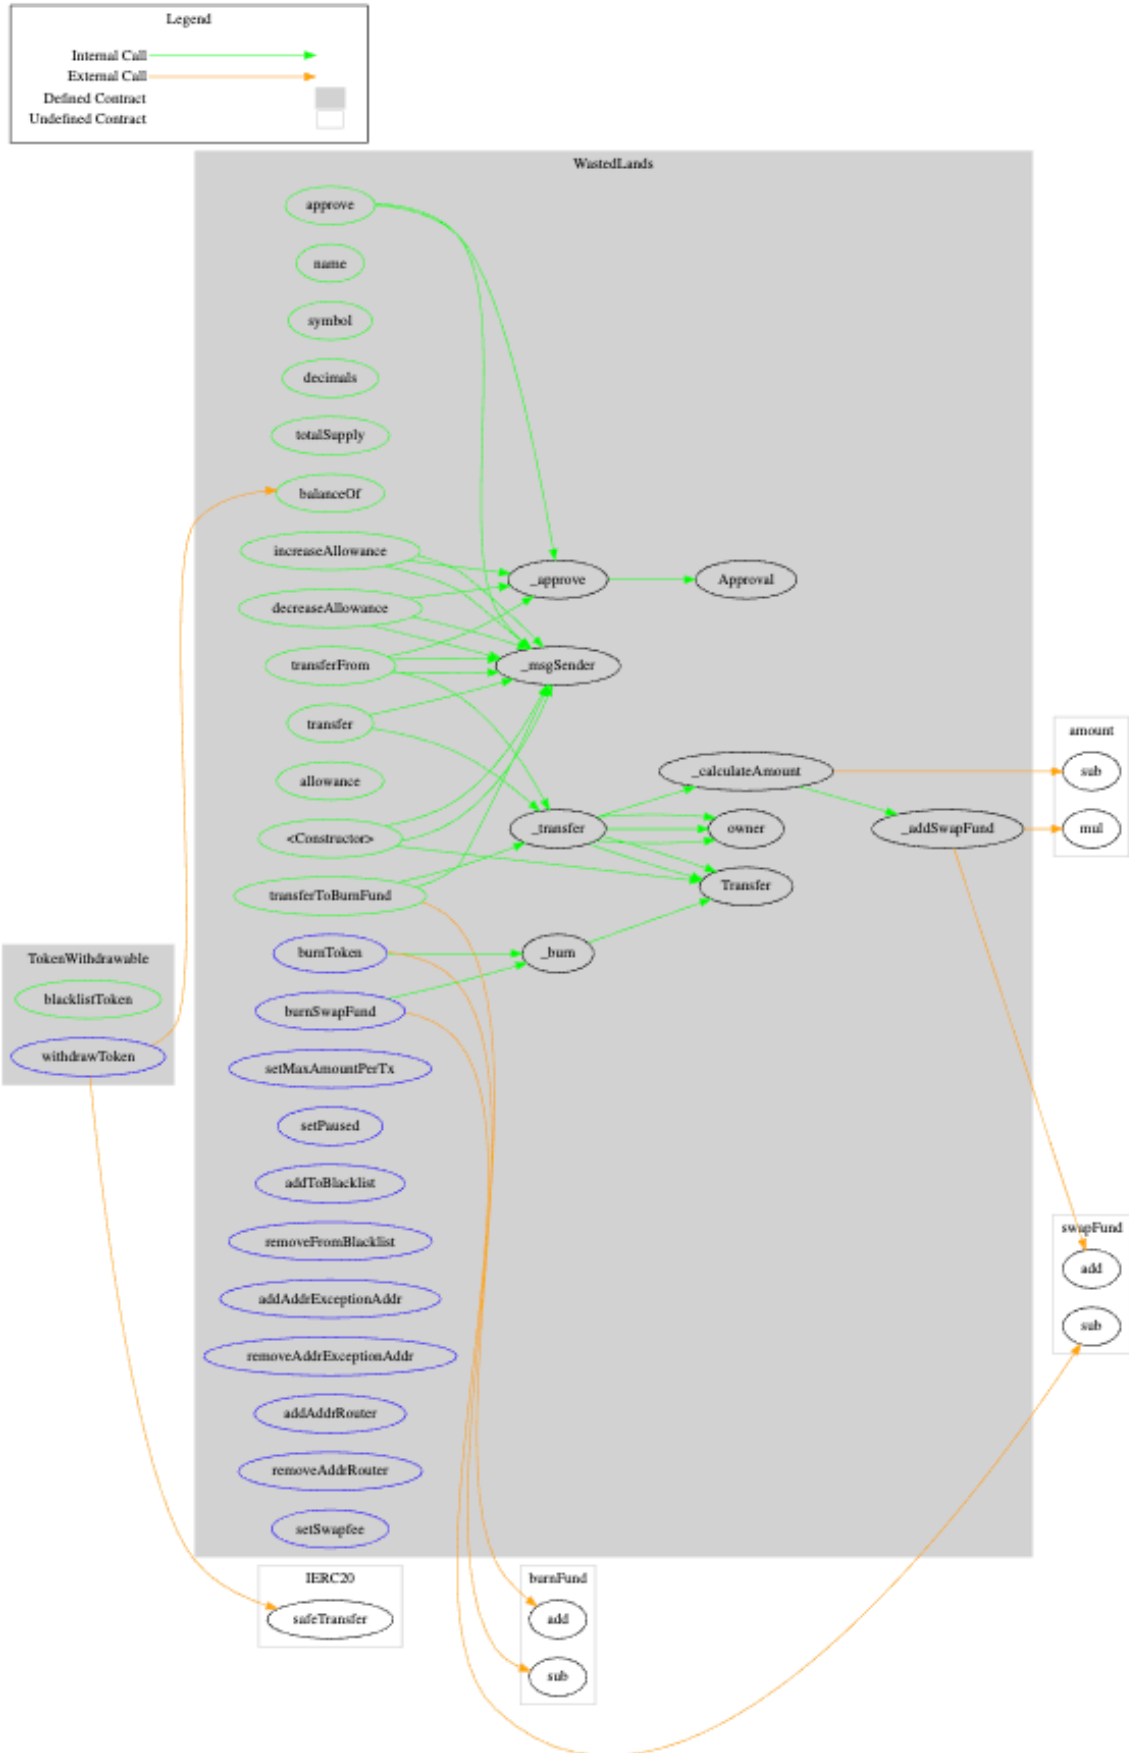 Legend
Internal Call
External Call
Defined Contract
Undefined Contract
WastedLands
approve
name
symbol
decimals
totalSupply
balanceOf
increaseAllowance
_approve
Approval
decreaseAllowance
transferFrom
_msgSender
transfer
amount
allowance
_calculateAmount
sub
<Constructor>
_transfer
owner
_addSwapFund
mul
transferToBurnFund
Transfer
burnToken
_burn
TokenWithdrawable
blacklistToken
burnSwapFund
withdrawToken
setMaxAmountPerTx
setPaused
addToBlacklist
swapFund
removeFromBlacklist
add
addAddrExceptionAddr
sub
removeAddrExceptionAddr
addAddrRouter
removeAddrRouter
setSwapfee
IERC20
burnFund
safeTransfer
add
sub